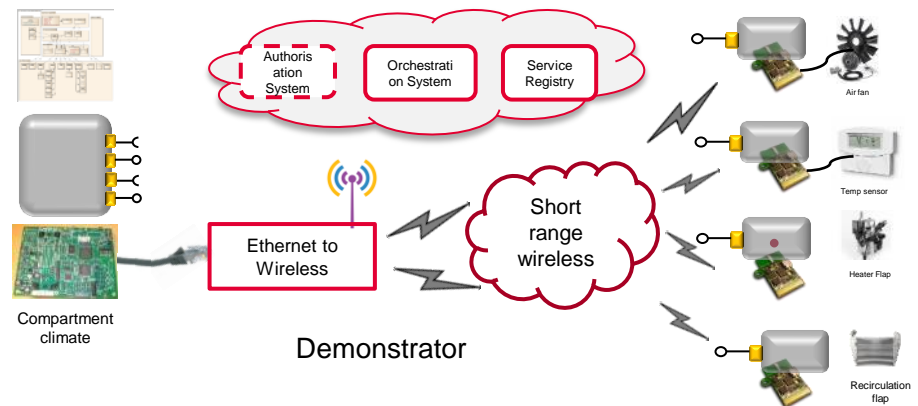 Authoris
ation
System
Orchestrati
on System
Service
Registry
Air fan
Temp sensor
Ethernet to
Wireless
Short
range
wireless
Heater Flap
Compartment
climate
Demonstrator
Recirculation
flap